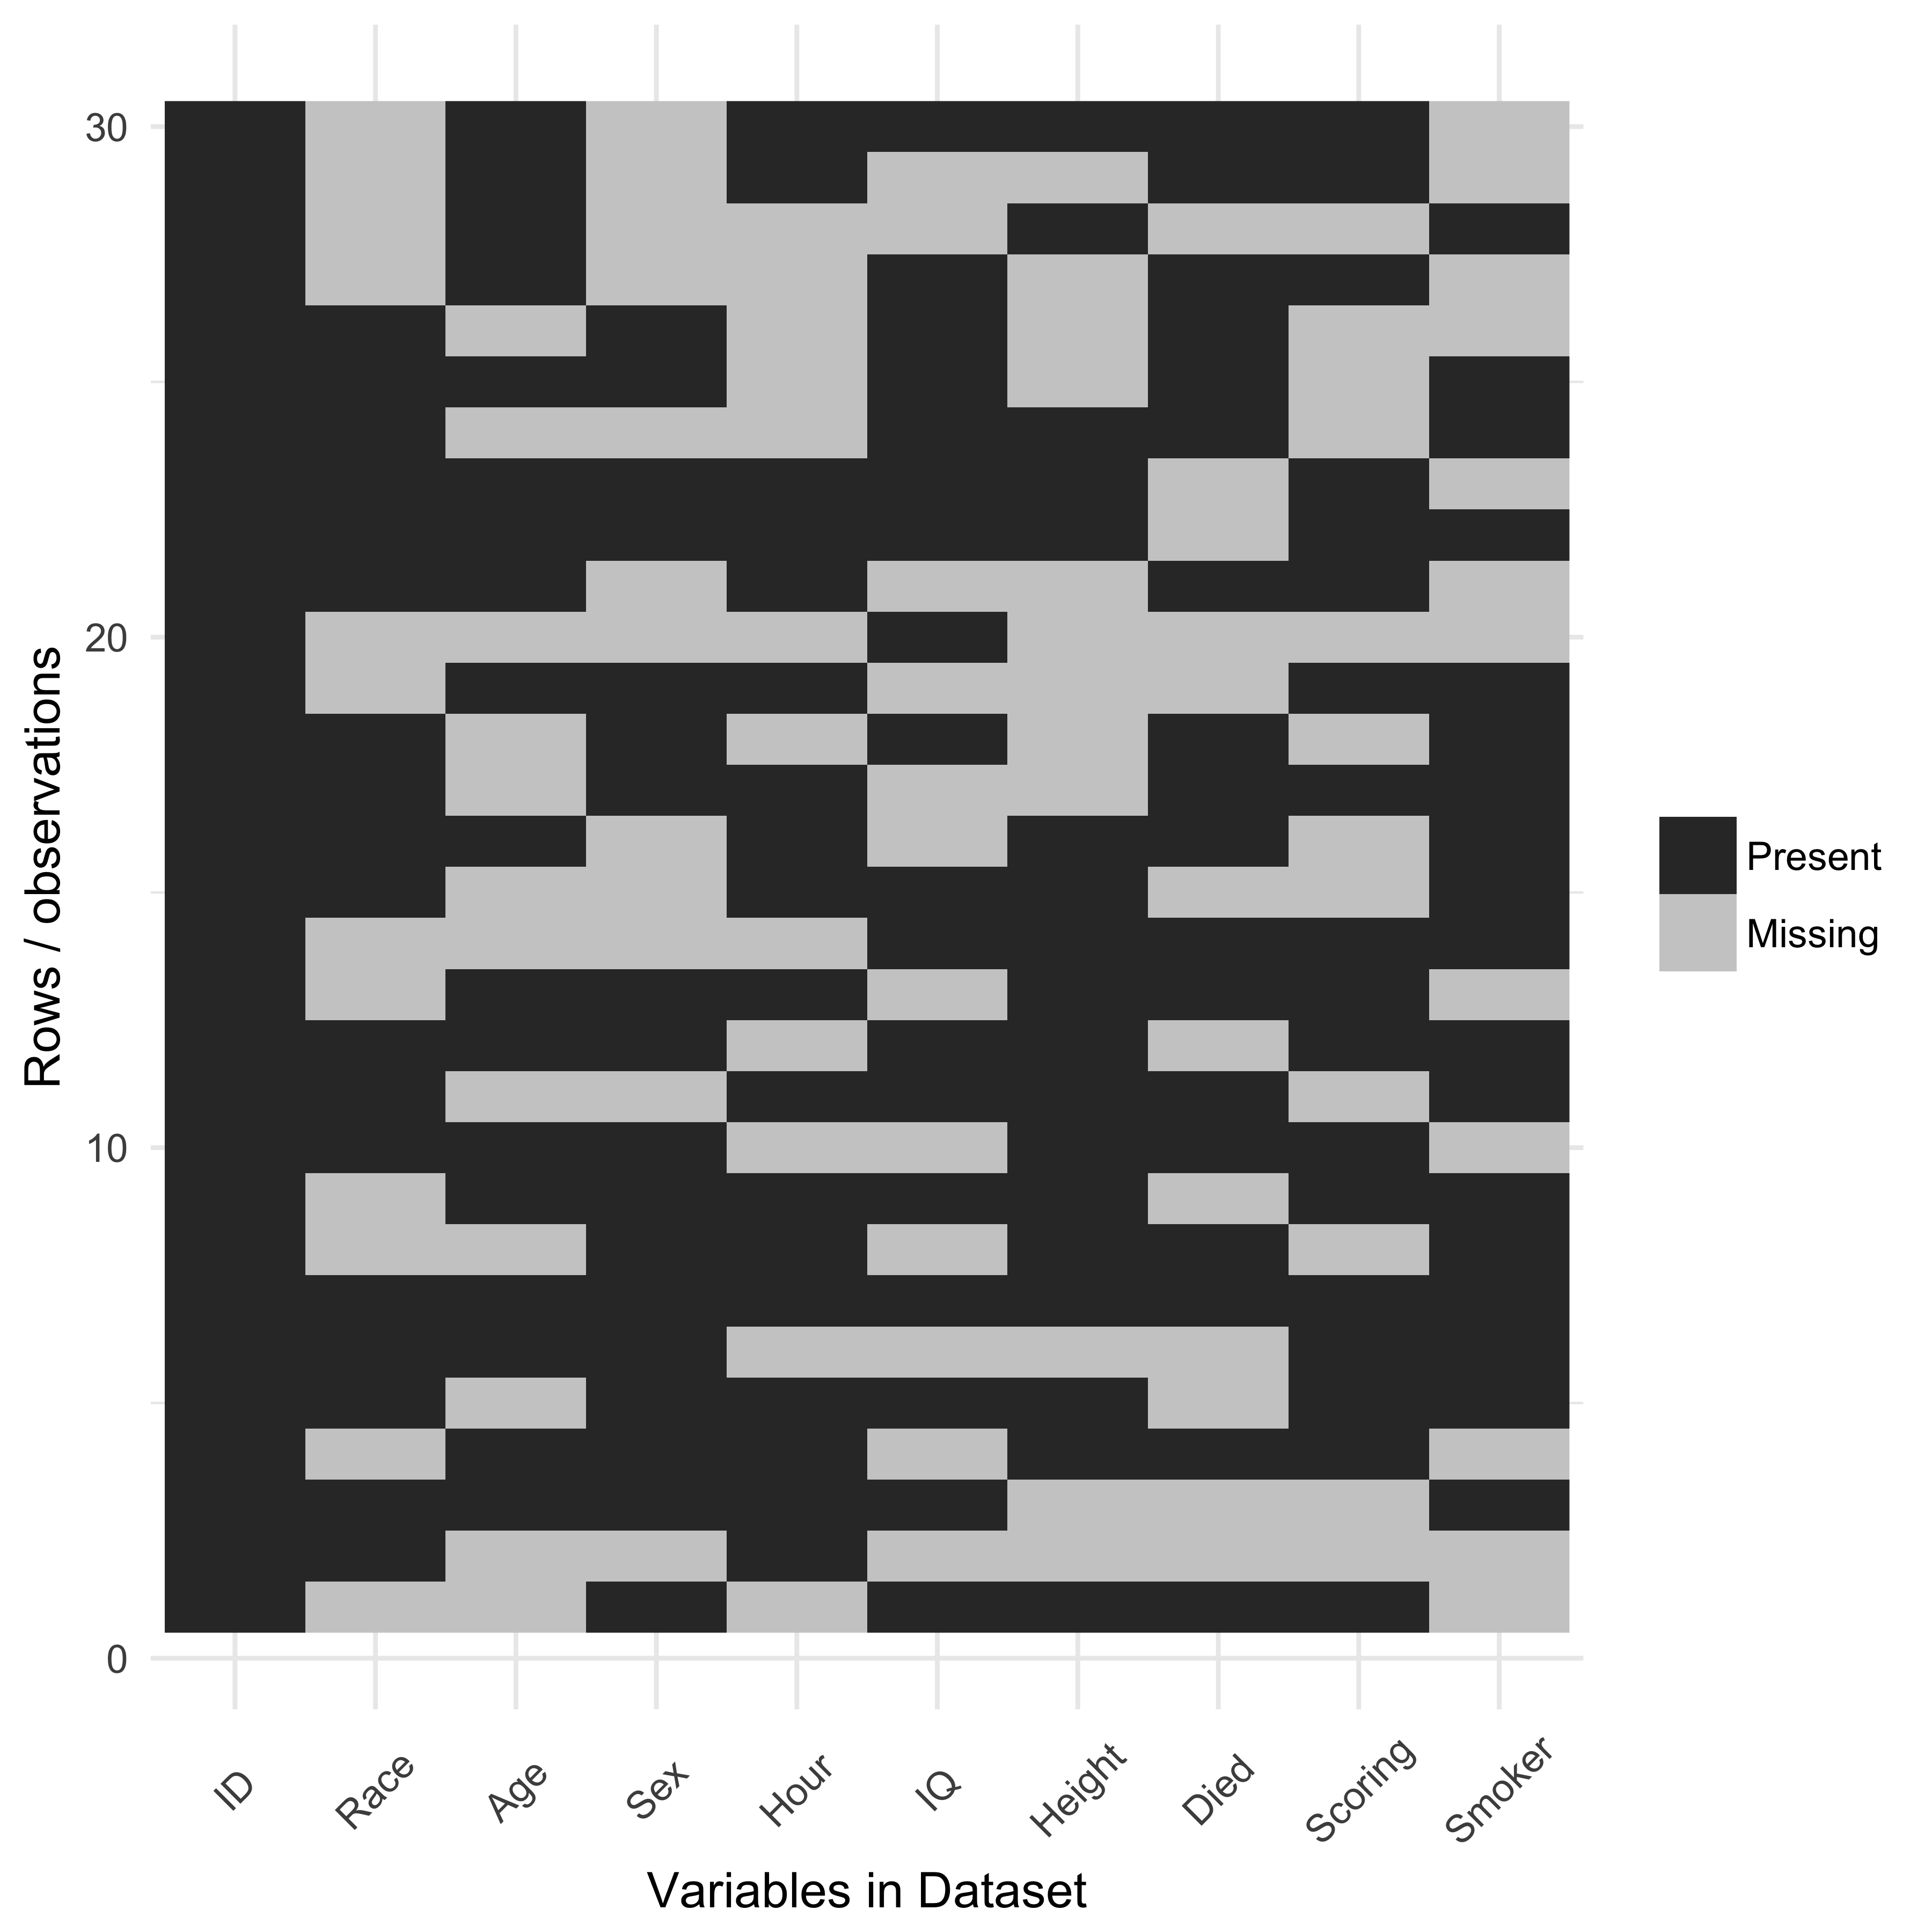 30
20
10
0
Rows / observations
Present
Missing
ID Race Age Sex Hour IQ Height Died Scoring Smoker
Variables in Dataset